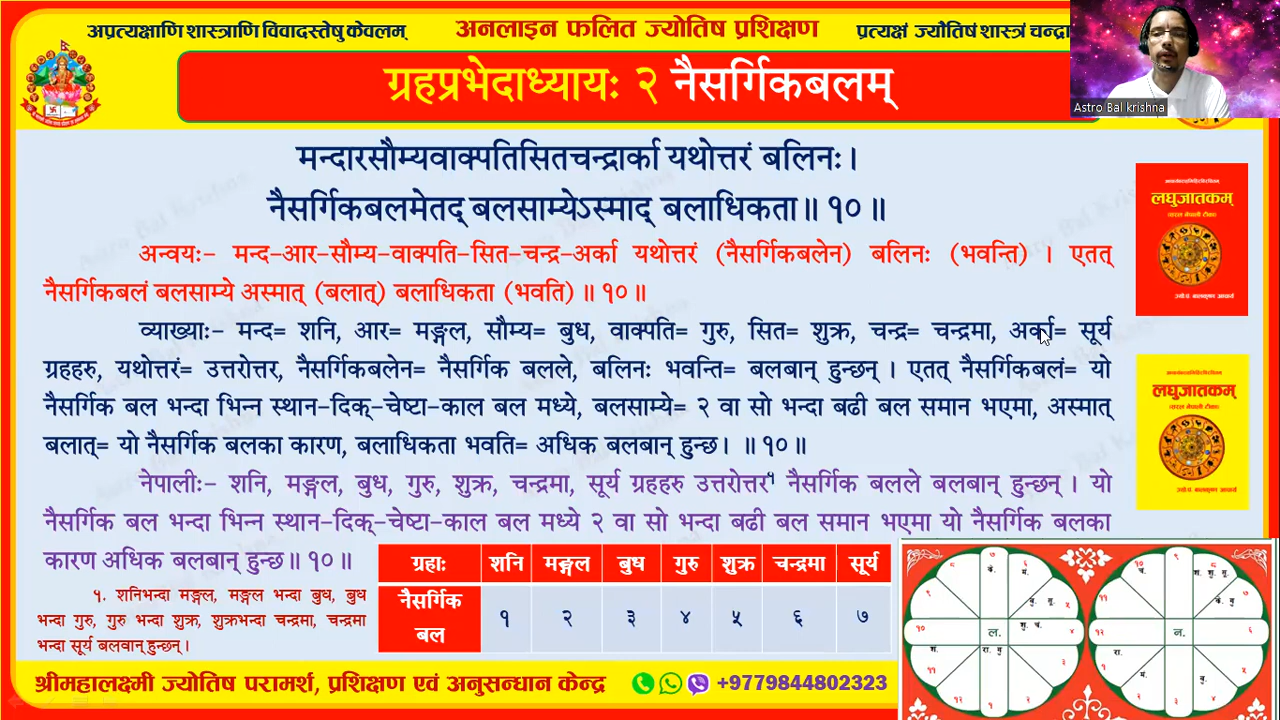 अप्रत्यक्षाणि शास्त्राणि विवादस्तेषु केवलम्
अनलाइन फलित ज्योतिष प्रशिक्षण
प्रत्यक्षं ज्यौतिषं शास्त्रं
ग्रहप्रभेदाध्यायः २ नैसर्गिकबलम्
Astro Bal krishna
मन्दारसौम्यवाक्पतिसितचन्द्रार्का यथोत्तरं बलिनः।
नैसर्गिकबलमेतद् बलसाम्येऽस्माद् बलाधिकता॥ १०॥
अन्वयः- मन्द-आर-सौम्य-वाक्पति-सित-चन्द्र-अर्का यथोत्तरं (नैसर्गिकबलेन) बलिनः (भवन्ति) । एतत्
नैसर्गिकबलं बलसाम्ये अस्मात् (बलात्) बलाधिकता (भवति) ॥ १०॥
व्याख्याः- मन्द= शनि, आर= मङ्गल, सौम्य= बुध, वाक्पति= गुरु, सित= शुक्र, चन्द्र= चन्द्रमा, अर्का= सूर्य
ग्रहहरु, यथोत्तरं= उत्तरोत्तर, नैसर्गिकबलेन= नैसर्गिक बलले, बलिनः भवन्ति= बलबान् हुन्छन् । एतत् नैसर्गिकबलं= यो
नैसर्गिक बल भन्दा भिन्न स्थान-दिक्-चेष्टा-काल बल मध्ये, बलसाम्ये= २ वा सो भन्दा बढी बल समान भएमा, अस्मात्
बलात्= यो नैसर्गिक बलका कारण, बलाधिकता भवति= अधिक बलबान् हुन्छ। ॥१०॥
नेपालीः- शनि, मङ्गल, बुध, गुरु, शुक्र, चन्द्रमा, सूर्य ग्रहहरु उत्तरोत्तर१ नैसर्गिक बलले बलबान् हुन्छन् । यो
नैसर्गिक बल भन्दा भिन्न स्थान-दिक्-चेष्टा-काल बल मध्ये २ वा सो भन्दा बढी बल समान भएमा यो नैसर्गिक बलका
कारण अधिक बलबान् हुन्छ॥ १०॥
१. शनिभन्दा मङ्गल, मङ्गल भन्दा बुध, बुध
भन्दा गुरु, गुरु भन्दा शुक्र, शुक्रभन्दा चन्द्रमा, चन्द्रमा
भन्दा सूर्य बलवान् हुन्छन्।
ग्रहाः शनि मङ्गल बुध गुरु शुक्र चन्द्रमा सूर्य
नैसर्गिक बल १ २ ३ ४ ५ ६ ७
लघुजातकम्
लघुजातकम्
श्रीमहालक्ष्मी ज्योतिष परामर्श, प्रशिक्षण एवं अनुसन्धान केन्द्र
+9779844802323